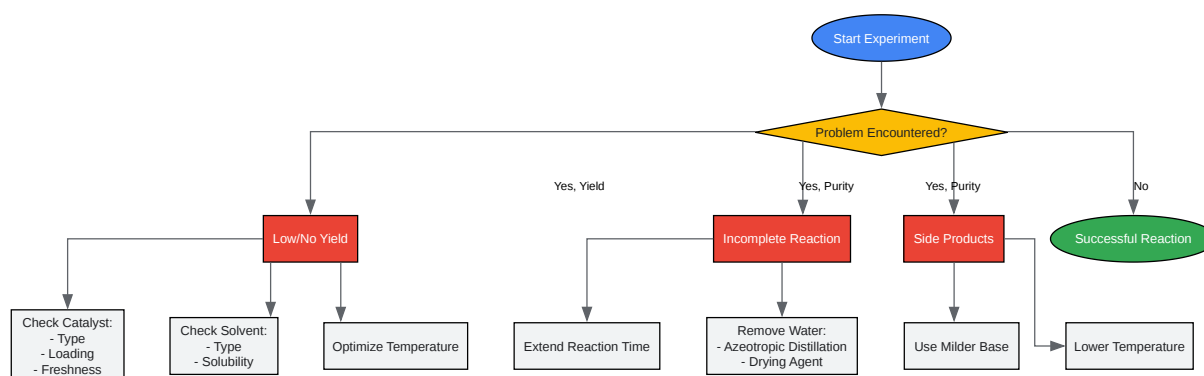 Start Experiment
Problem Encountered?
Yes, Yield
Yes, Purity
Yes, Purity
No
Low/No Yield
Incomplete Reaction
Side Products
Successful Reaction
Check Catalyst:
- Type
- Loading
- Freshness
Check Solvent:
- Type
- Solubility
Optimize Temperature
Extend Reaction Time
Remove Water:
- Azeotropic Distillation
- Drying Agent
Use Milder Base
Lower Temperature